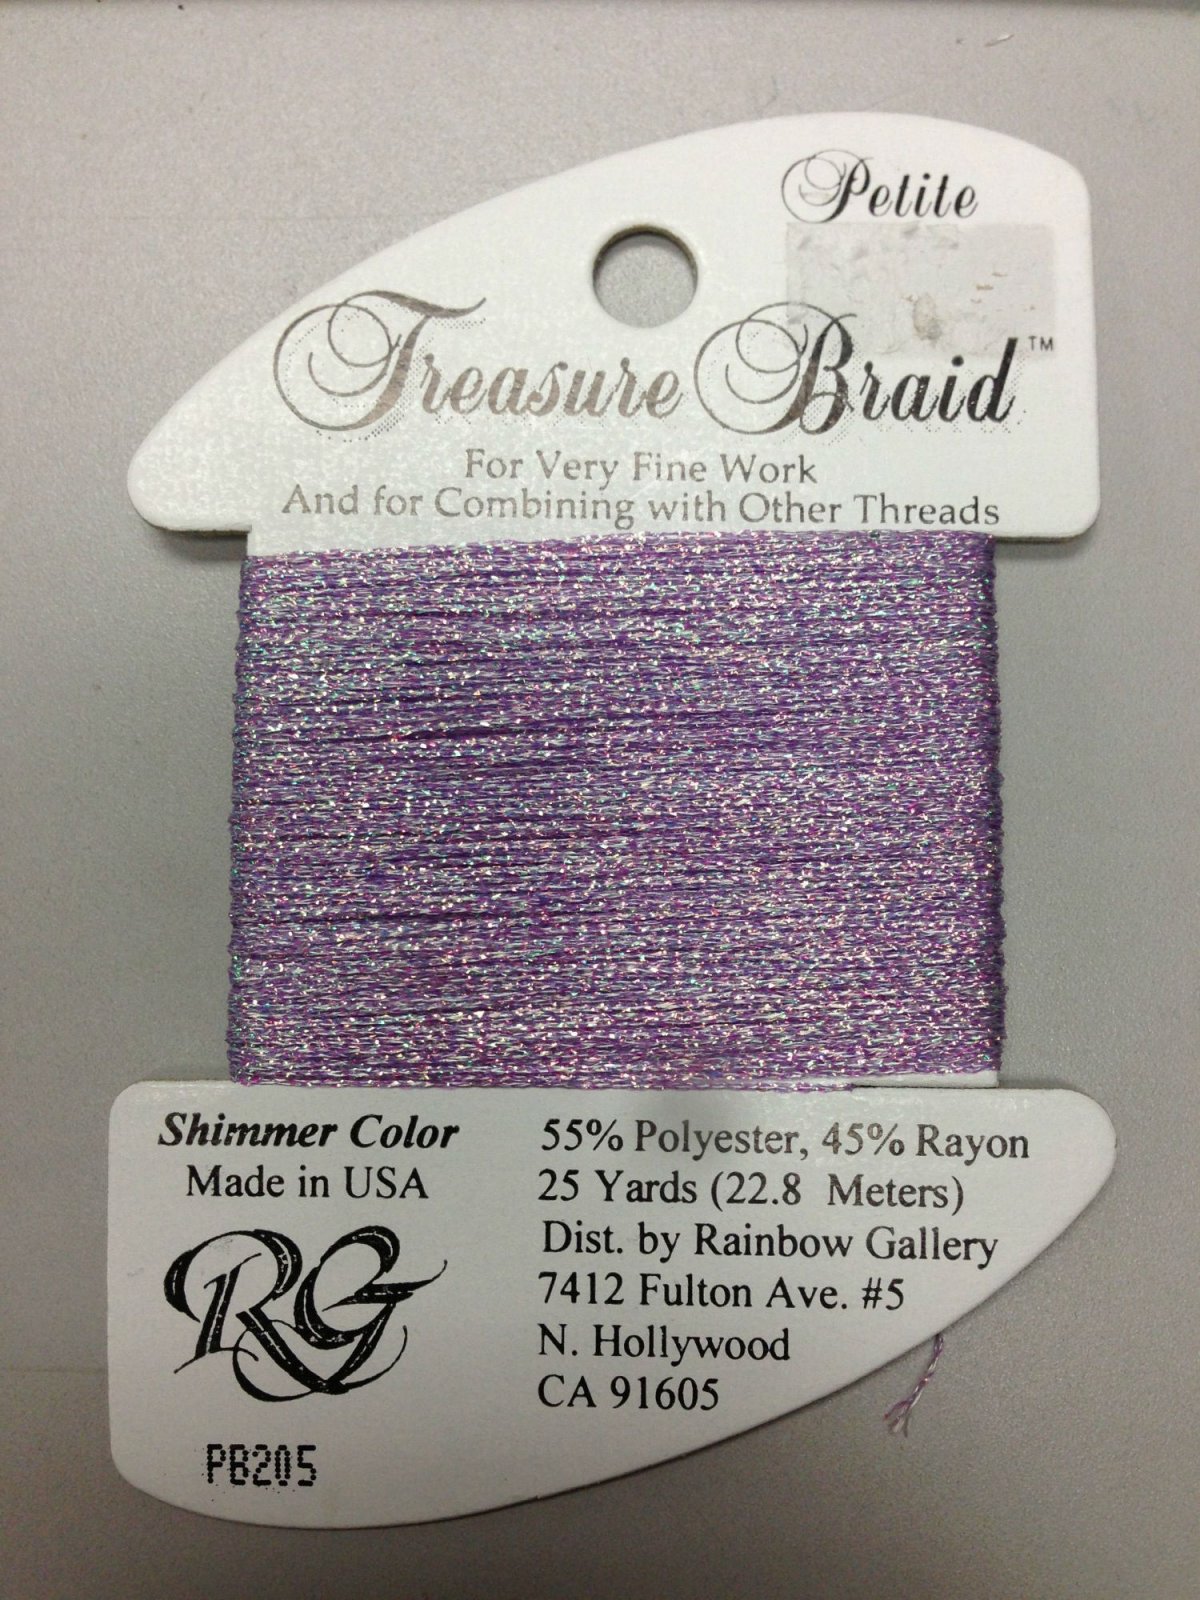 Petite
Treasure Braid™
For Very Fine Work
And for Combining with Other Threads
Shimmer Color
Made in USA
RG
PB205
55% Polyester, 45% Rayon
25 Yards (22.8 Meters)
Dist. by Rainbow Gallery
7412 Fulton Ave. #5
N. Hollywood
CA 91605